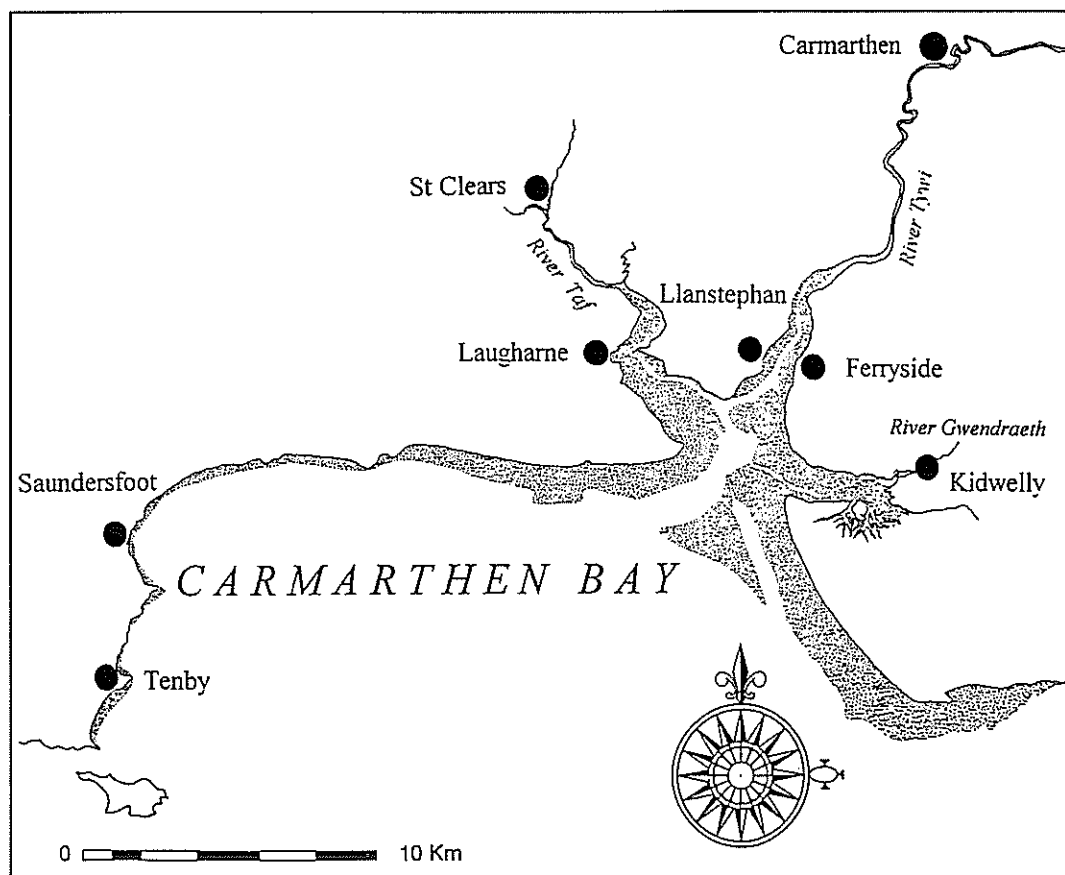 Carmarthen
St Clears
River Tywi
River Taf
Llanstephan
Laugharne
Ferryside
River Gwendraeth
Saundersfoot
Kidwelly
CARMARTHEN BAY
Tenby
0 10 Km